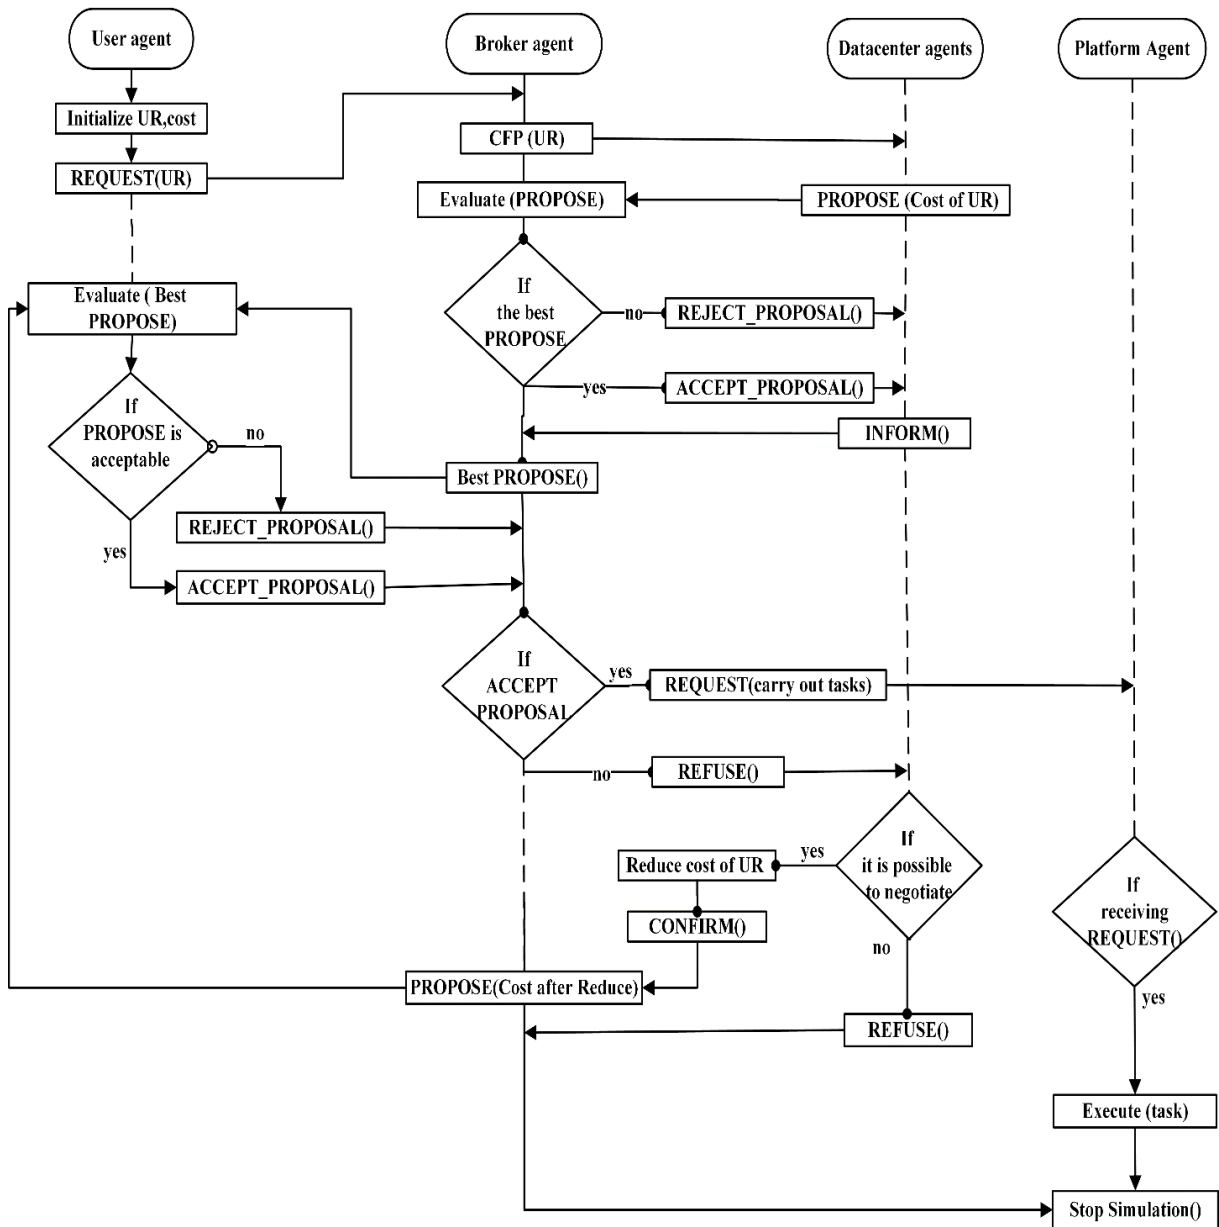 User agent
Broker agent
Datacenter agents
Platform Agent
Initialize UR,cost
CFP (UR)
REQUEST(UR)
Evaluate (PROPOSE)
PROPOSE (Cost of UR)
Evaluate ( Best
PROPOSE)
If
the best
PROPOSE
no
REJECT_PROPOSAL()
yes
ACCEPT_PROPOSAL()
If
PROPOSE is
acceptable
no
INFORM()
Best PROPOSE()
REJECT_PROPOSAL()
yes
ACCEPT_PROPOSAL()
If
ACCEPT
PROPOSAL
yes
REQUEST(carry out tasks)
no
REFUSE()
If
it is possible
to negotiate
yes
Reduce cost of UR
CONFIRM()
no
If
receiving
REQUEST()
PROPOSE(Cost after Reduce)
yes
REFUSE()
Execute (task)
Stop Simulation()